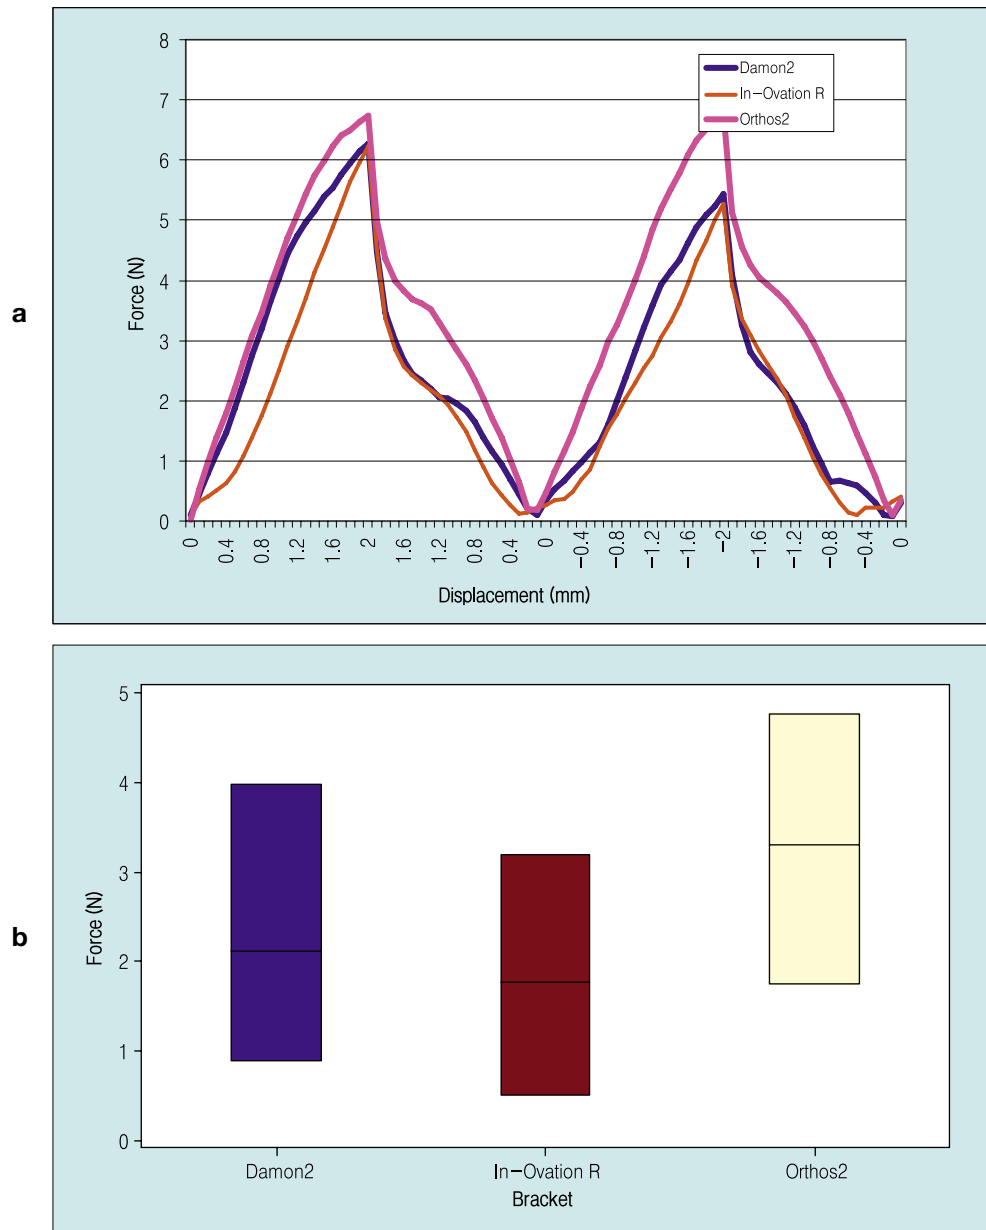 a
8
7
6
5
4
3
2
1
0
Force (N)
Damon2
In-Ovation R
Orthos2
0 0.4 0.8 1.2 1.6 2 1.6 1.2 0.8 0.4 0 −0.4 −0.8 −1.2 −1.6 −2 −1.6 −1.2 −0.8 −0.4 0
Displacement (mm)
b
5
4
3
2
1
0
Force (N)
Damon2 In-Ovation R Orthos2
Bracket